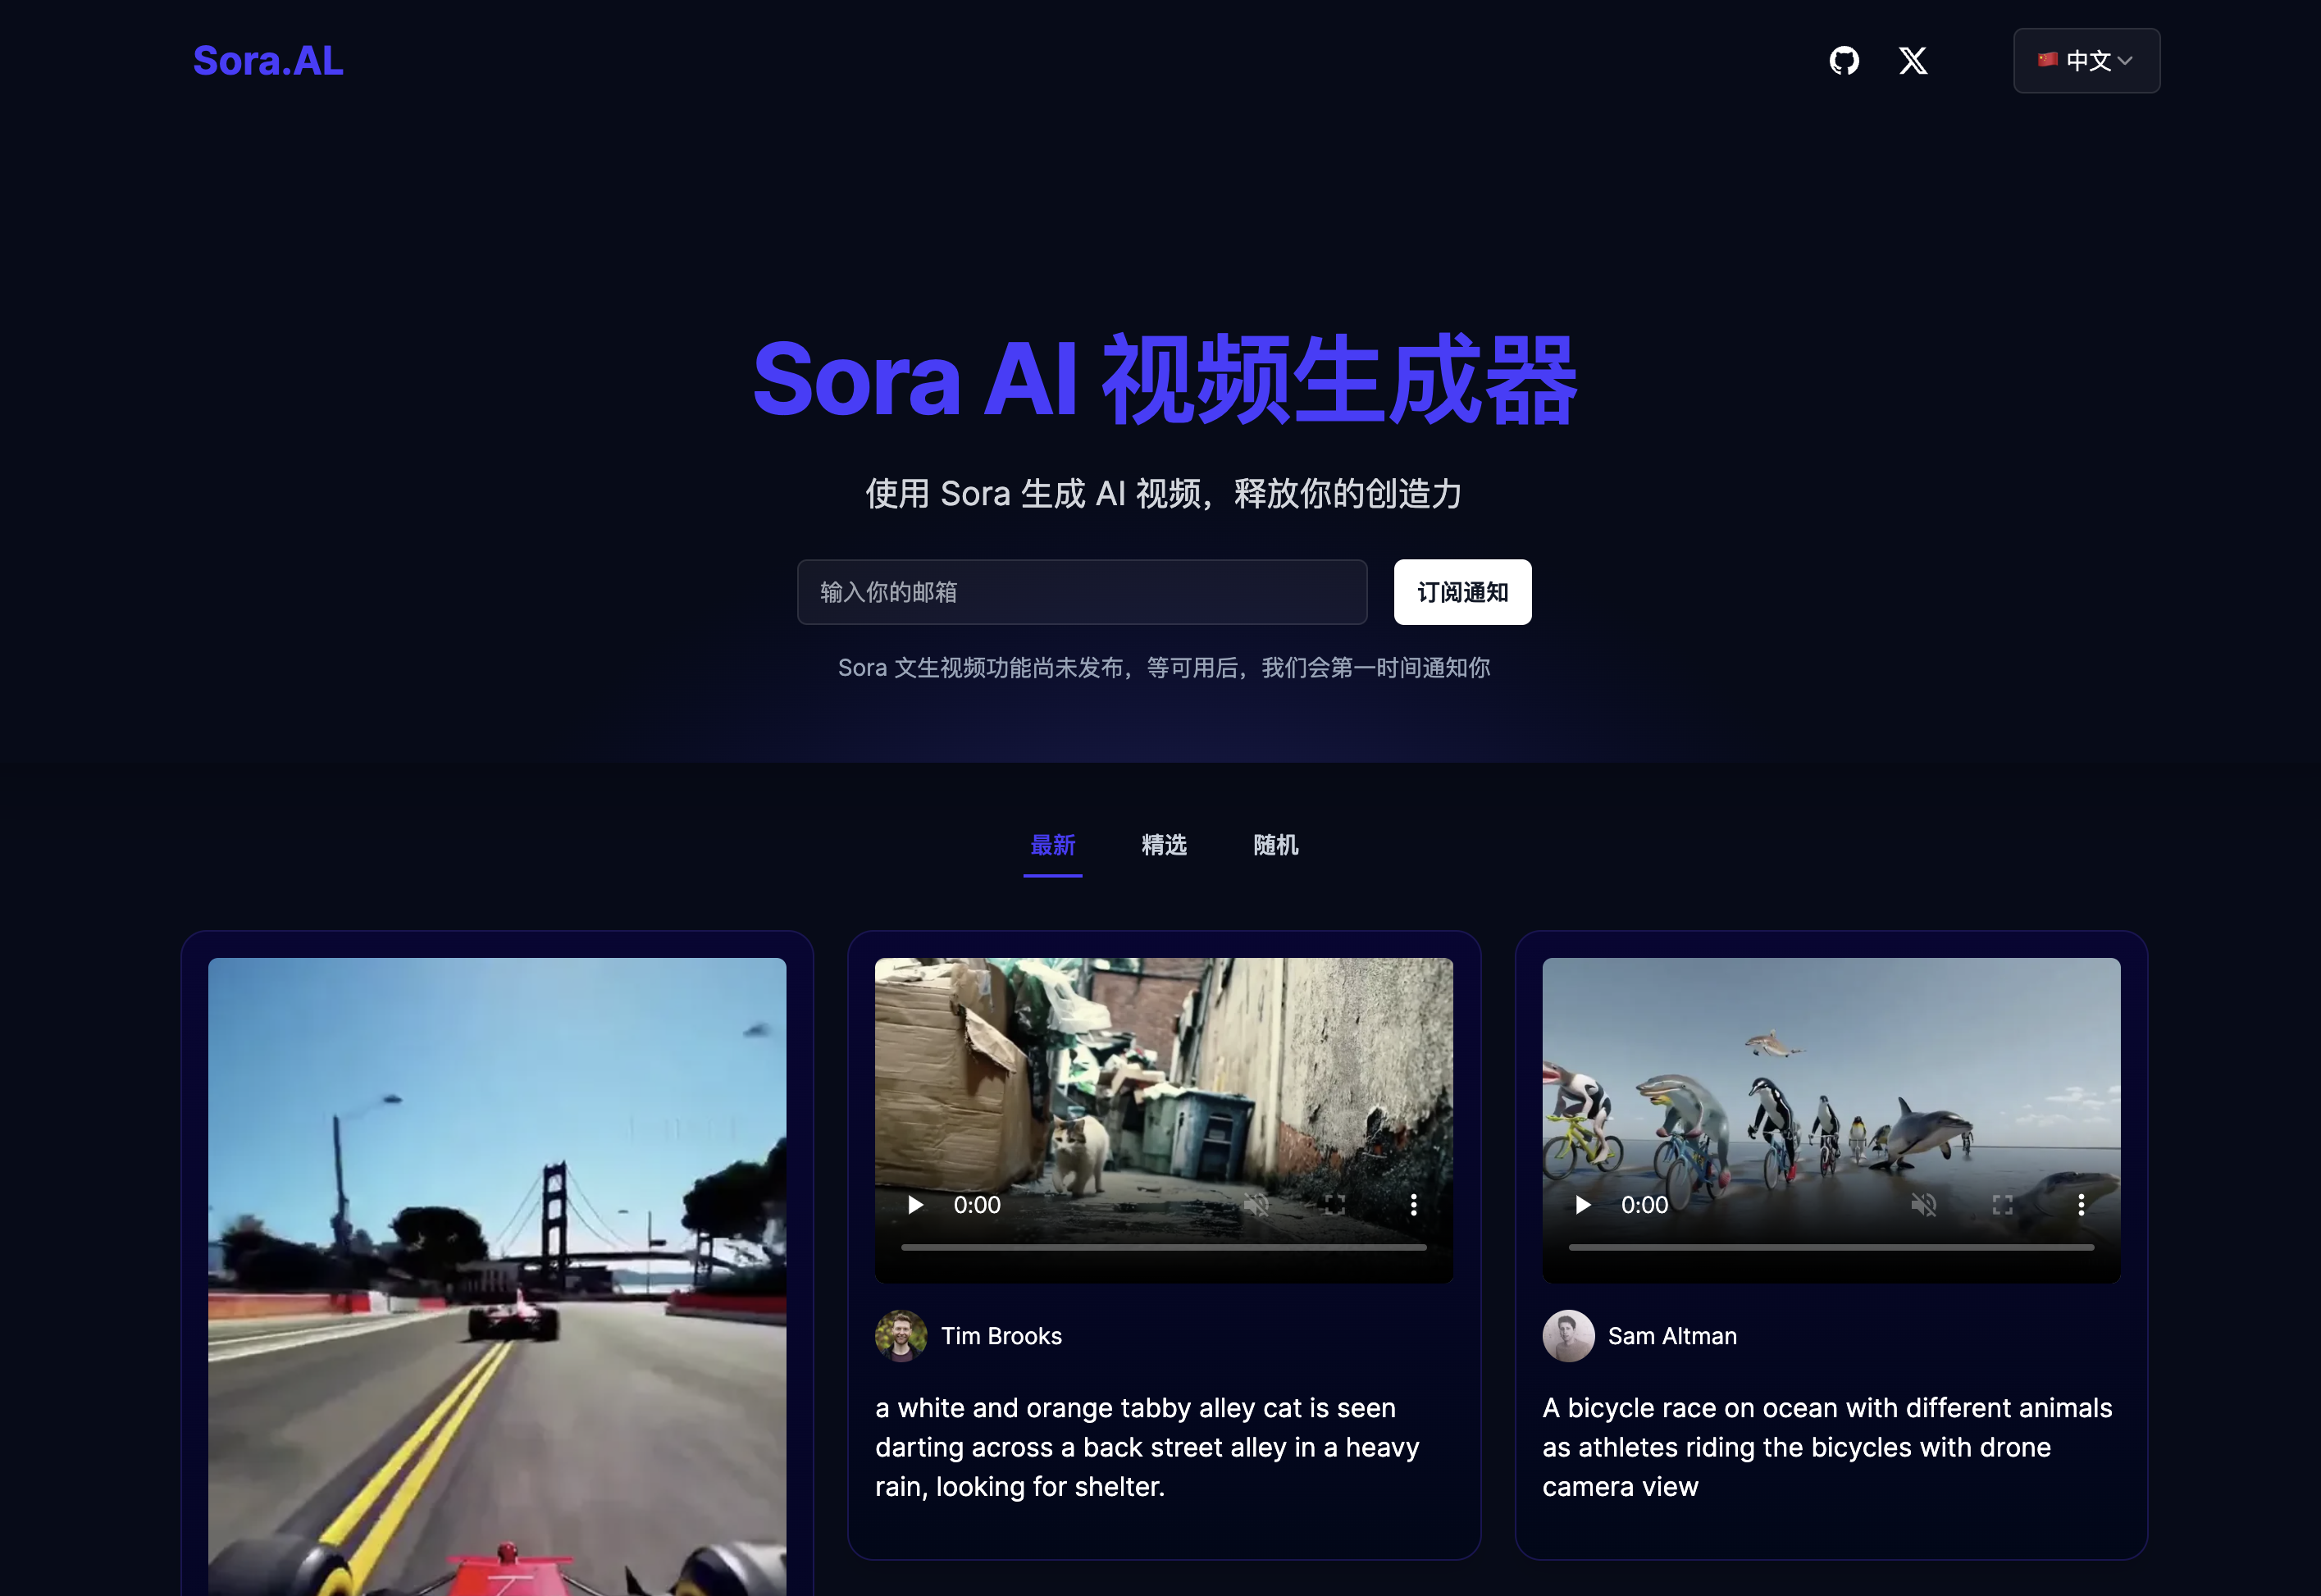 Sora.AL
中文
Sora AI 视频生成器
使用 Sora 生成 AI 视频，释放你的创造力
输入你的邮箱
订阅通知
Sora 文生视频功能尚未发布，等可用后，我们会第一时间通知你
最新
精选
随机
0:00
Tim Brooks
a white and orange tabby alley cat is seen
darting across a back street alley in a heavy
rain, looking for shelter.
0:00
Sam Altman
A bicycle race on ocean with different animals
as athletes riding the bicycles with drone
camera view